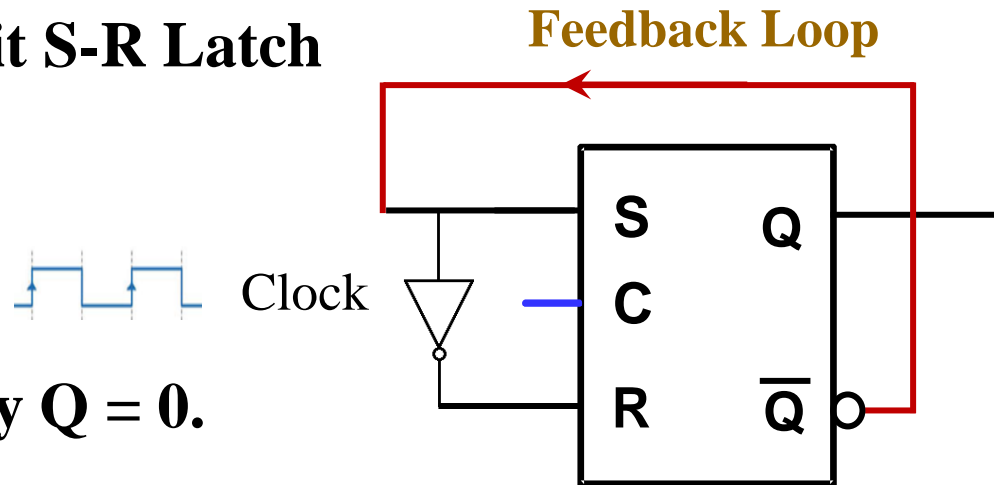 it S-R Latch
Feedback Loop
S
Q
Clock
C
y Q = 0.
R
Q̅